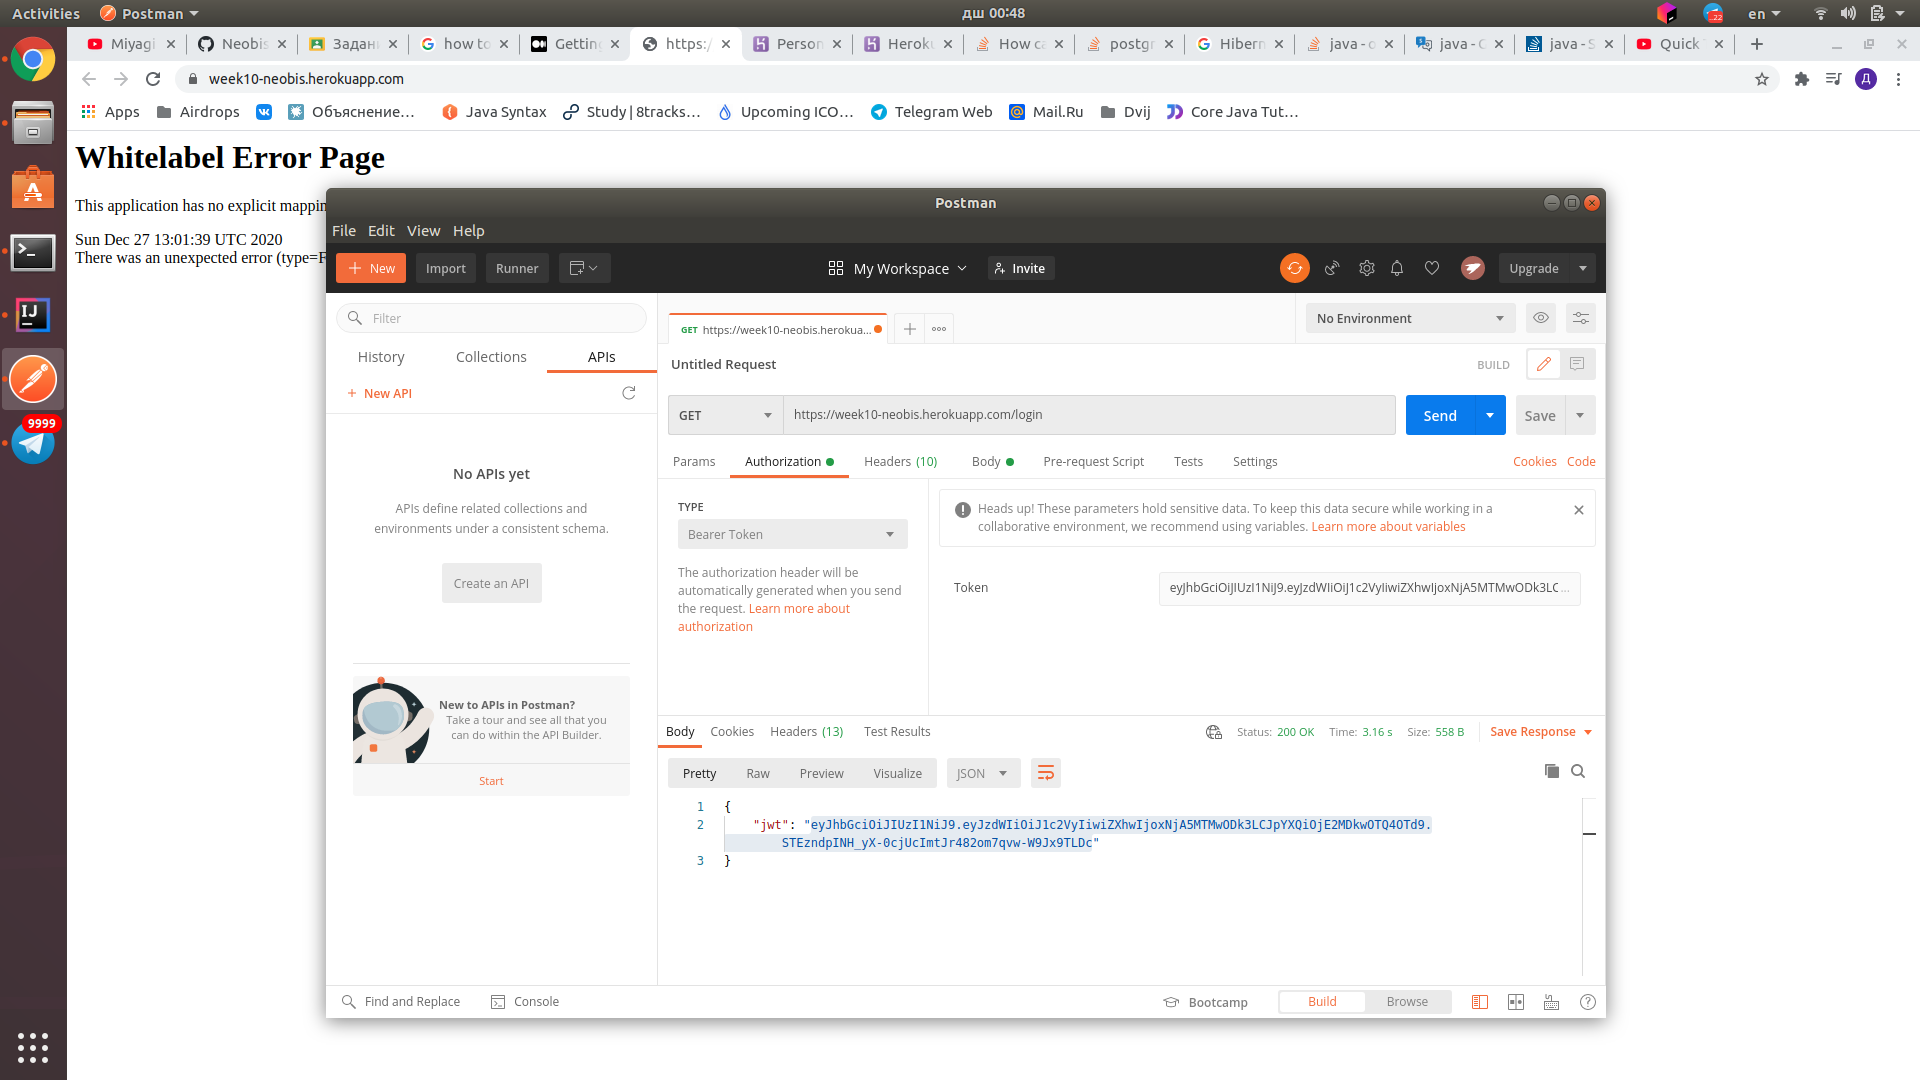 Activities
Postman
дш 00:48
22
en
Miyagi
Neobis
Задани
how to
Getting
https:/
Person
Heroku
How ca
postgr
Hibern
java - o
java - C
java - S
Quick
week10-neobis.herokuapp.com
Д
Apps
Airdrops
Объяснение…
Java Syntax
Study | 8tracks…
Upcoming ICO…
Telegram Web
Mail.Ru
Dvij
Core Java Tut…
Whitelabel Error Page
This application has no explicit mappin
Sun Dec 27 13:01:39 UTC 2020
There was an unexpected error (type=F
9999
Postman
File Edit View Help
New
Import
Runner
My Workspace
Invite
Upgrade
Filter
History
Collections
APIs
+ New API
No APIs yet
APIs define related collections and
environments under a consistent schema.
Create an API
New to APIs in Postman?
Take a tour and see all that you
can do within the API Builder.
Start
GET https://week10-neobis.herokua...
No Environment
Untitled Request
BUILD
GET
https://week10-neobis.herokuapp.com/login
Send
Save
Params
Authorization
Headers (10)
Body
Pre-request Script
Tests
Settings
Cookies
Code
TYPE
Bearer Token
The authorization header will be
automatically generated when you send
the request. Learn more about
authorization
Heads up! These parameters hold sensitive data. To keep this data secure while working in a
collaborative environment, we recommend using variables. Learn more about variables
Token
eyJhbGciOiJIUzI1NiJ9.eyJzdWIiOiJ1c2VyIiwiZXhwIjoxNjA5MTMwODk3LC...
Body
Cookies
Headers (13)
Test Results
Status: 200 OK
Time: 3.16 s
Size: 558 B
Save Response
Pretty
Raw
Preview
Visualize
JSON
1 {
2 "jwt": "eyJhbGciOiJIUzI1NiJ9.eyJzdWIiOiJ1c2VyIiwiZXhwIjoxNjA5MTMwODk3LCJpYXQiOjE2MDkwOTQ4OTd9.
STEzndpINH_yX-0cjUcImtJr482om7qvw-W9Jx9TLDc"
3 }
Find and Replace
Console
Bootcamp
Build
Browse